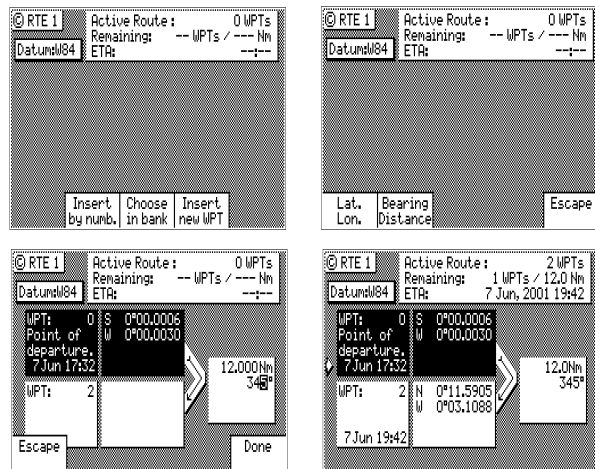 © RTE 1 Active Route: 0 WPTs
Remaining: -- WPTs / --- Nm
Datum:W84 ETA: --:--
Insert by numb. Choose in bank Insert new WPT
© RTE 1 Active Route: 0 WPTs
Remaining: -- WPTs / --- Nm
Datum:W84 ETA: --:--
Lat. Lon. Bearing Distance Escape
© RTE 1 Active Route: 0 WPTs
Remaining: -- WPTs / --- Nm
Datum:W84 ETA: --:--
WPT: 0 S 0°00.0006
Point of W 0°00.0030
departure.
7Jun 17:32
12.000Nm
345°
WPT: 2
Escape Done
© RTE 1 Active Route: 2 WPTs
Remaining: 1 WPTs / 12.0 Nm
Datum:W84 ETA: 7 Jun, 2001 19:42
WPT: 0 S 0°00.0006
Point of W 0°00.0030
departure.
7Jun 17:32
12.0Nm
345°
WPT: 2 N 0°11.5905
W 0°03.1088
7Jun 19:42